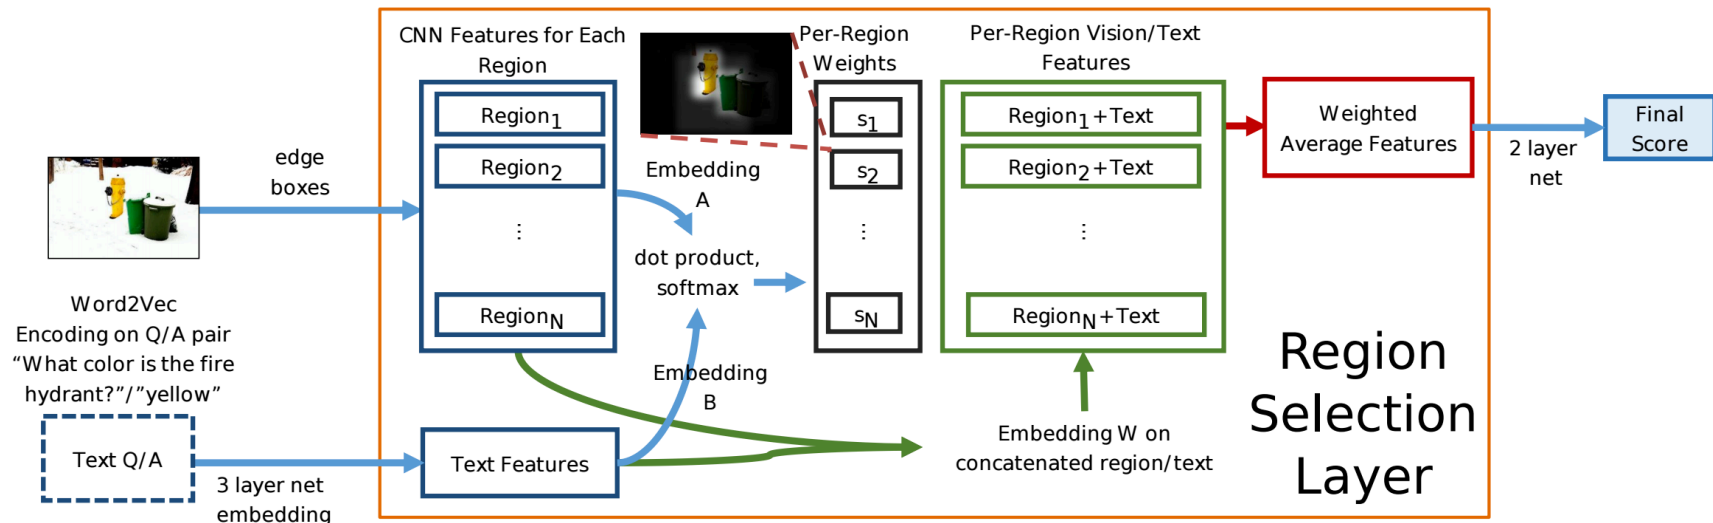 CNN Features for Each
Region
Region1
Region2
⋮
RegionN
Per-Region
Weights
s1
s2
⋮
sN
Per-Region Vision/Text
Features
Region1+Text
Region2+Text
⋮
RegionN+Text
Weighted
Average Features
2 layer
net
Final
Score
edge
boxes
Embedding
A
dot product,
softmax
Embedding
B
Word2Vec
Encoding on Q/A pair
“What color is the fire
hydrant?”/”yellow”
Text Q/A
3 layer net
embedding
Text Features
Embedding W on
concatenated region/text
Region
Selection
Layer